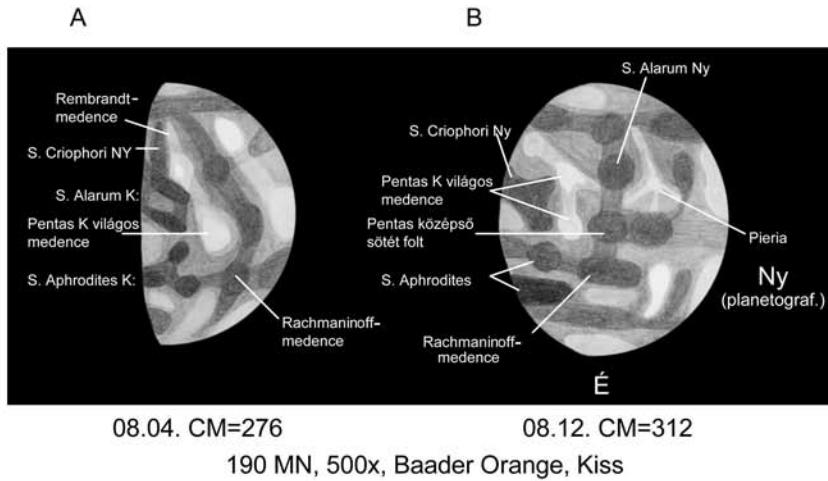 A
B
Rembrandt-
medence
S. Criophori NY
S. Alarum K:
Pentas K világos
medence
S. Aphrodites K:
Rachmaninoff-
medence
S. Alarum Ny
S. Criophori Ny
Pentas K világos
medence
Pentas középső
sötét folt
Pieria
S. Aphrodites
Ny
(planetograf.)
Rachmaninoff-
medence
É
08.04. CM=276
08.12. CM=312
190 MN, 500x, Baader Orange, Kiss